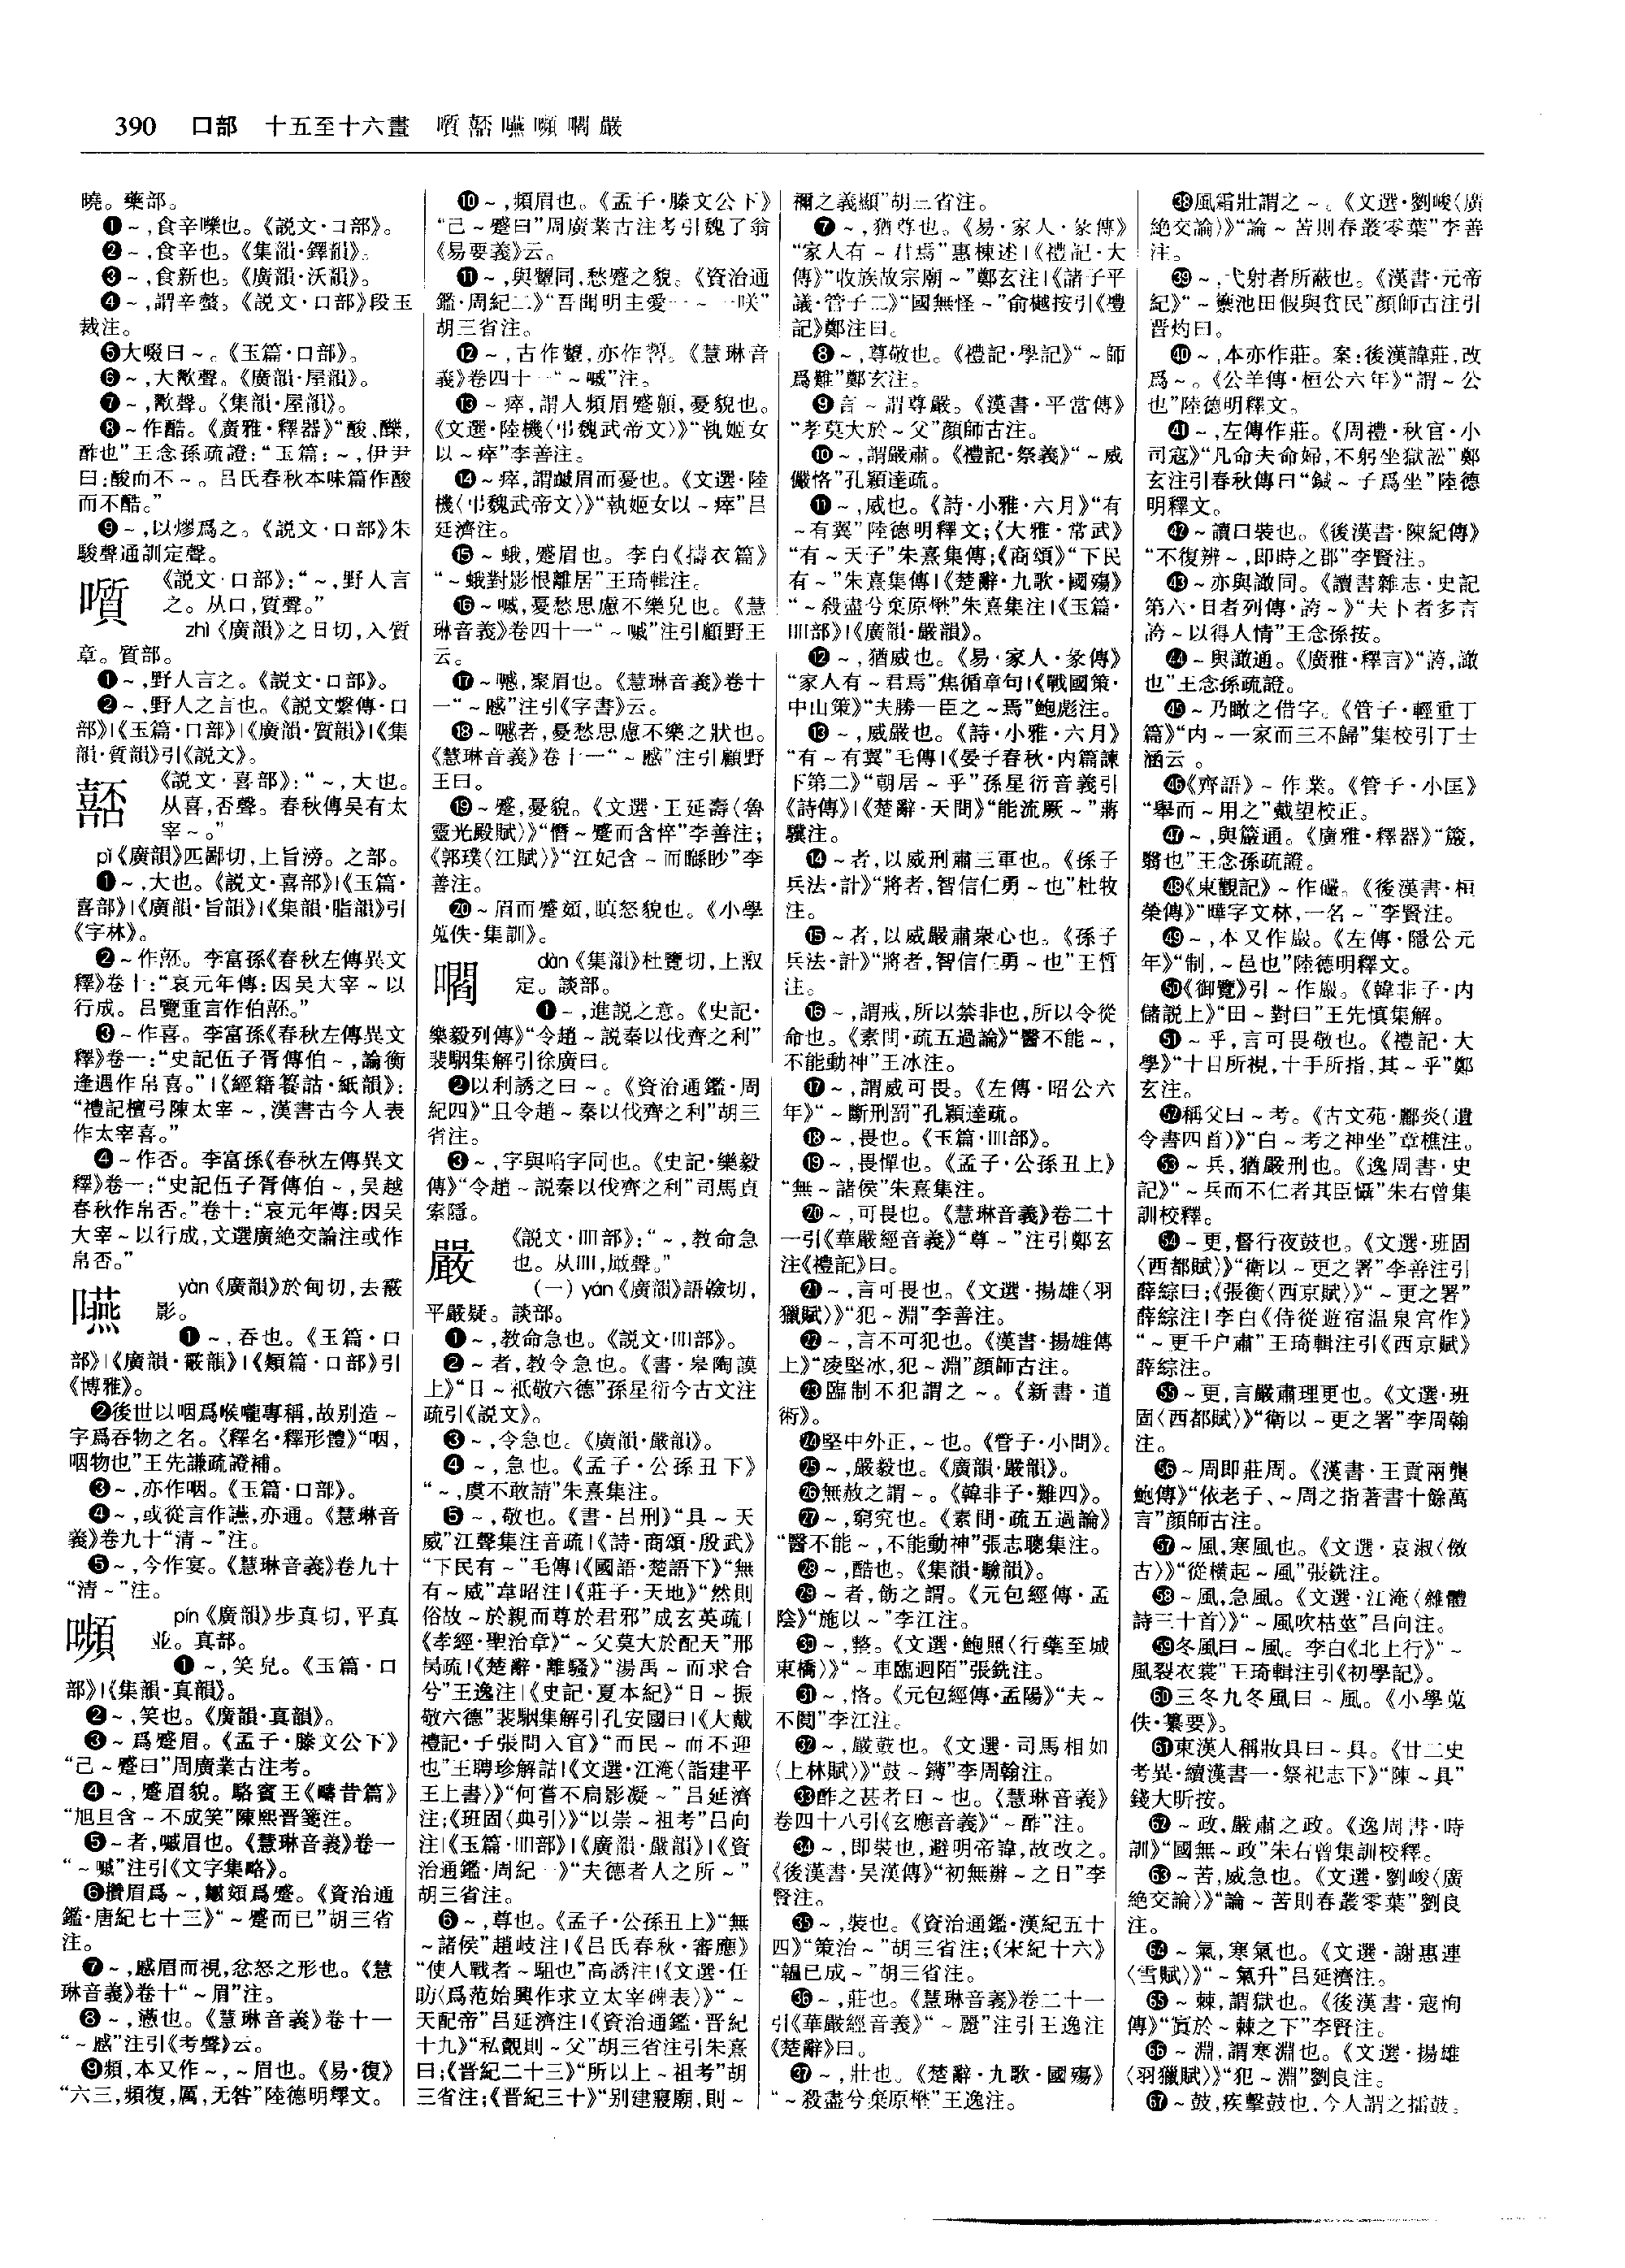 390 口部 十五至十六畫 嚍嚭嚥嚬㘎嚴
曉。藥部。
❶～,食辛嚛也。《説文·口部》。
❷～,食辛也。《集韻·鐸韻》。
❸～,食新也。《廣韻·沃韻》。
❹～,謂辛螫。《説文·口部》段玉
裁注。
❺大啜曰～。《玉篇·口部》。
❻～,大歠聲。《廣韻·屋韻》。
❼～,歠聲。《集韻·屋韻》。
❽～作酷。《廣雅·釋器》“酸、醥,
酢也”王念孫疏證:“玉篇:～,伊尹
曰:酸而不～。吕氏春秋本味篇作酸
而不酷。”
❾～,以熮爲之。《説文·口部》朱
駿聲通訓定聲。
《説文·口部》:“～,野人言
之。从口,質聲。”
zhì《廣韻》之日切,入質
章。質部。
❶～,野人言之。《説文·口部》。
❷～,野人之言也。《説文繫傳·口
部》|《玉篇·口部》|《廣韻·質韻》|《集
韻·質韻》引《説文》。
嚭
《説文·喜部》:“～,大也。
从喜,否聲。春秋傳吴有太
宰～。”
pǐ《廣韻》匹鄙切,上旨滂。之部。
❶～,大也。《説文·喜部》|《玉篇·
喜部》|《廣韻·旨韻》|《集韻·脂韻》引
《字林》。
❷～作噽。李富孫《春秋左傳異文
釋》卷十:“哀元年傳:因吴大宰～以
行成。吕覽重言作伯噽。”
❸～作喜。李富孫《春秋左傳異文
釋》卷一:“史記伍子胥傳伯～,論衡
逢遇作帛喜。”|《經籍籑詁·紙韻》:
“禮記檀弓陳太宰～,漢書古今人表
作太宰喜。”
❹～作否。李富孫《春秋左傳異文
釋》卷一:“史記伍子胥傳伯～,吴越
春秋作帛否。”卷十:“哀元年傳:因吴
大宰～以行成,文選廣絶交論注或作
帛否。”
嚥
yàn《廣韻》於甸切,去霰
影。
❶～,吞也。《玉篇·口
部》|《廣韻·霰韻》|《類篇·口部》引
《博雅》。
❷後世以咽爲喉嚨專稱,故别造～
字爲吞物之名。《釋名·釋形體》“咽,
咽物也”王先謙疏證補。
❸～,亦作咽。《玉篇·口部》。
❹～,或從言作讌,亦通。《慧琳音
義》卷九十“清～”注。
❺～,今作宴。《慧琳音義》卷九十
“清～”注。
嚬
pín《廣韻》步真切,平真
並。真部。
❶～,笑皃。《玉篇·口
部》|《集韻·真韻》。
❷～,笑也。《廣韻·真韻》。
❸～爲蹙眉。《孟子·滕文公下》
“己～蹙曰”周廣業古注考。
❹～,蹙眉貌。駱賓王《疇昔篇》
“旭旦含～不成笑”陳熙晉箋注。
❺～者,嚱眉也。《慧琳音義》卷一
“～嚱”注引《文字集略》。
❻攢眉爲～,皺頞爲蹙。《資治通
鑑·唐紀七十三》“～蹙而已”胡三省
注。
❼～,慼眉而視,忿怒之形也。《慧
琳音義》卷十“～眉”注。
❽～,懣也。《慧琳音義》卷十一
“～慼”注引《考聲》云。
❾頻,本又作～,～眉也。《易·復》
“六三,頻復,厲,无咎”陸德明釋文。
❿～,頻眉也。《孟子·滕文公下》
“己～蹙曰”周廣業古注考引魏了翁
《易要義》云。
⓫～,與顰同,愁蹙之貌。《資治通
鑑·周紀二》“吾聞明主愛一～一咲”
胡三省注。
⓬～,古作顰,亦作矉。《慧琳音
義》卷四十一“～嘁”注。
⓭～瘁,謂人頻眉蹙頞,憂貌也。
《文選·陸機〈弔魏武帝文〉》“執姬女
以～瘁”李善注。
⓮～瘁,謂嚬眉而憂也。《文選·陸
機〈弔魏武帝文〉》“執姬女以～瘁”吕
延濟注。
⓯～蛾,蹙眉也。李白《擣衣篇》
“～蛾對影恨離居”王琦輯注。
⓰～嘁,憂愁思慮不樂皃也。《慧
琳音義》卷四十一“～嘁”注引顧野王
云。
⓱～慼,聚眉也。《慧琳音義》卷十
一“～慼”注引《字書》云。
⓲～慼者,憂愁思慮不樂之狀也。
《慧琳音義》卷十一“～慼”注引顧野
王曰。
⓳～蹙,憂貌。《文選·王延壽〈魯
靈光殿賦〉》“憯～蹙而含悴”李善注;
《郭璞〈江賦〉》“江妃含～而矊眇”李
善注。
⓴～眉而蹙頞,瞋怒貌也。《小學
蒐佚·集訓》。
㘎
dàn《集韻》杜覽切,上敢
定。談部。
❶～,進説之意。《史記·
樂毅列傳》“令趙～説秦以伐齊之利”
裴駰集解引徐廣曰。
❷以利誘之曰～。《資治通鑑·周
紀四》“且令趙～秦以伐齊之利”胡三
省注。
❸～,字與啗字同也。《史記·樂毅
傳》“令趙～説秦以伐齊之利”司馬貞
索隱。
嚴
《説文·吅部》:“～,教命急
也。从吅,厰聲。”
(一) yán《廣韻》語𩏑切,
平嚴疑。談部。
❶～,教命急也。《説文·吅部》。
❷～者,教令急也。《書·皋陶謨
上》“日～祗敬六德”孫星衍今古文注
疏引《説文》。
❸～,令急也。《廣韻·嚴韻》。
❹～,急也。《孟子·公孫丑下》
“～,虞不敢請”朱熹集注。
❺～,敬也。《書·吕刑》“具～天
威”江聲集注音疏|《詩·商頌·殷武》
“下民有～”毛傳|《國語·楚語下》“無
有～威”韋昭注|《莊子·天地》“然則
俗故～於親而尊於君邪”成玄英疏|
《孝經·聖治章》“～父莫大於配天”邢
昺疏|《楚辭·離騷》“湯禹～而求合
兮”王逸注|《史記·夏本紀》“日～振
敬六德”裴駰集解引孔安國曰|《大戴
禮記·子張問入官》“而民～而不迎
也”王聘珍解詁|《文選·江淹〈詣建平
王上書〉》“何嘗不局影凝～”吕延濟
注;《班固〈典引〉》“以崇～祖考”吕向
注|《玉篇·吅部》|《廣韻·嚴韻》|《資
治通鑑·周紀一》“夫德者人之所～”
胡三省注。
❻～,尊也。《孟子·公孫丑上》“無
～諸侯”趙岐注|《吕氏春秋·審應》
“使人戰者～駔也”高誘注|《文選·任
昉〈爲范始興作求立太宰碑表〉》“～
天配帝”吕延濟注|《資治通鑑·晉紀
十九》“私覿則～父”胡三省注引朱熹
曰;《晉紀二十三》“所以上～祖考”胡
三省注;《晉紀三十》“别建寢廟,則～
禰之義顯”胡三省注。
❼～,猶尊也。《易·家人·彖傳》
“家人有～君焉”惠棟述|《禮記·大
傳》“收族故宗廟～”鄭玄注|《諸子平
議·管子二》“國無怪～”俞樾按引《禮
記》鄭注曰。
❽～,尊敬也。《禮記·學記》“～師
爲難”鄭玄注。
❾言～謂尊嚴。《漢書·平當傳》
“孝莫大於～父”顔師古注。
❿～,謂嚴肅。《禮記·祭義》“～威
儼恪”孔穎達疏。
⓫～,威也。《詩·小雅·六月》“有
～有翼”陸德明釋文;《大雅·常武》
“有～天子”朱熹集傳;《商頌》“下民
有～”朱熹集傳|《楚辭·九歌·國殤》
“～殺盡兮棄原壄”朱熹集注|《玉篇·
吅部》|《廣韻·嚴韻》。
⓬～,猶威也。《易·家人·彖傳》
“家人有～君焉”焦循章句|《戰國策·
中山策》“夫勝一臣之～焉”鮑彪注。
⓭～,威嚴也。《詩·小雅·六月》
“有～有翼”毛傳|《晏子春秋·内篇諫
下第二》“朝居～乎”孫星衍音義引
《詩傳》|《楚辭·天問》“能流厥～”蔣
驥注。
⓮～者,以威刑肅三軍也。《孫子
兵法·計》“將者,智信仁勇～也”杜牧
注。
⓯～者,以威嚴肅衆心也。《孫子
兵法·計》“將者,智信仁勇～也”王晳
注。
⓰～,謂戒,所以禁非也,所以令從
命也。《素問·疏五過論》“醫不能～,
不能動神”王冰注。
⓱～,謂威可畏。《左傳·昭公六
年》“～斷刑罰”孔穎達疏。
⓲～,畏也。《玉篇·吅部》。
⓳～,畏憚也。《孟子·公孫丑上》
“無～諸侯”朱熹集注。
⓴～,可畏也。《慧琳音義》卷二十
一引《華嚴經音義》“尊～”注引鄭玄
注《禮記》曰。
㉑～,言可畏也。《文選·揚雄〈羽
獵賦〉》“犯～淵”李善注。
㉒～,言不可犯也。《漢書·揚雄傳
上》“凌堅冰,犯～淵”顔師古注。
㉓臨制不犯謂之～。《新書·道
術》。
㉔堅中外正,～也。《管子·小問》。
㉕～,嚴毅也。《廣韻·嚴韻》。
㉖無赦之謂～。《韓非子·難四》。
㉗～,窮究也。《素問·疏五過論》
“醫不能～,不能動神”張志聰集注。
㉘～,酷也。《集韻·驗韻》。
㉙～者,飭之謂。《元包經傳·孟
陰》“施以～”李江注。
㉚～,整。《文選·鮑照〈行藥至城
東橋〉》“～車臨迴陌”張銑注。
㉛～,恪。《元包經傳·孟陽》“夫～
不閲”李江注。
㉜～,嚴鼓也。《文選·司馬相如
〈上林賦〉》“鼓～簿”李周翰注。
㉝酢之甚者曰～也。《慧琳音義》
卷四十八引《玄應音義》“～酢”注。
㉞～,即裝也,避明帝諱,故改之。
《後漢書·吴漢傳》“初無辦～之日”李
賢注。
㉟～,裝也。《資治通鑑·漢紀五十
四》“策治～”胡三省注;《宋紀十六》
“輼已成～”胡三省注。
㊱～,莊也。《慧琳音義》卷二十一
引《華嚴經音義》“～麗”注引王逸注
《楚辭》曰。
㊲～,壯也。《楚辭·九歌·國殤》
“～殺盡兮棄原壄”王逸注。
㊳風霜壯謂之～。《文選·劉峻〈廣
絶交論〉》“論～苦則春叢零葉”李善
注。
㊴～,弋射者所蔽也。《漢書·元帝
紀》“～籞池田假與貧民”顔師古注引
晋灼曰。
㊵～,本亦作莊。案:後漢諱莊,改
爲～。《公羊傳·桓公六年》“謂～公
也”陸德明釋文。
㊶～,左傳作莊。《周禮·秋官·小
司寇》“凡命夫命婦,不躬坐獄訟”鄭
玄注引春秋傳曰“鍼～子爲坐”陸德
明釋文。
㊷～讀曰裝也。《後漢書·陳紀傳》
“不復辨～,即時之郡”李賢注。
㊸～亦與譀同。《讀書雜志·史記
第六·日者列傳·誇～》“夫卜者多言
誇～以得人情”王念孫按。
㊹～與譀通。《廣雅·釋言》“誇,譀
也”王念孫疏證。
㊺～乃瞰之借字。《管子·輕重丁
篇》“内～一家而三不歸”集校引丁士
涵云。
㊻《齊語》～作業。《管子·小匡》
“舉而～用之”戴望校正。
㊼～,與籭通。《廣雅·釋器》“籭,
翳也”王念孫疏證。
㊽《東觀記》～作礹。《後漢書·桓
榮傳》“曄字文林,一名～”李賢注。
㊾～,本又作巖。《左傳·隱公元
年》“制,～邑也”陸德明釋文。
㊿《御覽》引～作巖。《韓非子·内
儲説上》“田～對曰”王先慎集解。
51～乎,言可畏敬也。《禮記·大
學》“十目所視,十手所指,其～乎”鄭
玄注。
52稱父曰～考。《古文苑·酈炎〈遺
令書四首〉》“白～考之神坐”章樵注。
53～兵,猶嚴刑也。《逸周書·史
記》“～兵而不仁者其臣懾”朱右曾集
訓校釋。
54～更,督行夜鼓也。《文選·班固
〈西都賦〉》“衛以～更之署”李善注引
薛綜曰;《張衡〈西京賦〉》“～更之署”
薛綜注|李白《侍從遊宿温泉宫作》
“～更千户肅”王琦輯注引《西京賦》
薛綜注。
55～更,言嚴肅理更也。《文選·班
固〈西都賦〉》“衛以～更之署”李周翰
注。
56～周即莊周。《漢書·王貢兩龔
鮑傳》“依老子、～周之指著書十餘萬
言”顔師古注。
57～風,寒風也。《文選·袁淑〈傚
古〉》“從横起～風”張銑注。
58～風,急風。《文選·江淹〈雜體
詩三十首〉》“～風吹枯莖”吕向注。
59冬風曰～風。李白《北上行》“～
風裂衣裳”王琦輯注引《初學記》。
60三冬九冬風曰～風。《小學蒐
佚·纂要》。
61東漢人稱妝具曰～具。《廿二史
考異·續漢書一·祭祀志下》“陳～具”
錢大昕按。
62～政,嚴肅之政。《逸周書·時
訓》“國無～政”朱右曾集訓校釋。
63～苦,威急也。《文選·劉峻〈廣
絶交論〉》“論～苦則春叢零葉”劉良
注。
64～氣,寒氣也。《文選·謝惠連
〈雪賦〉》“～氣升”吕延濟注。
65～棘,謂獄也。《後漢書·寇恂
傳》“寘於～棘之下”李賢注。
66～淵,謂寒淵也。《文選·揚雄
〈羽獵賦〉》“犯～淵”劉良注。
67～鼓,疾擊鼓也,今人謂之擂鼓。